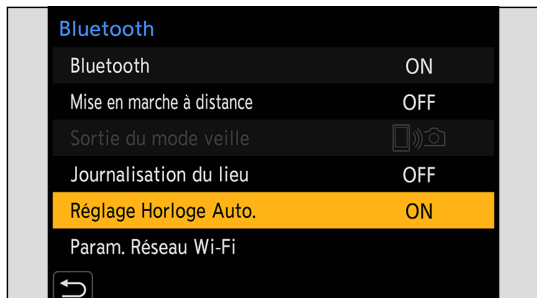 Bluetooth
Bluetooth ON
Mise en marche à distance OFF
Sortie du mode veille
Journalisation du lieu OFF
Réglage Horloge Auto. ON
Param. Réseau Wi-Fi